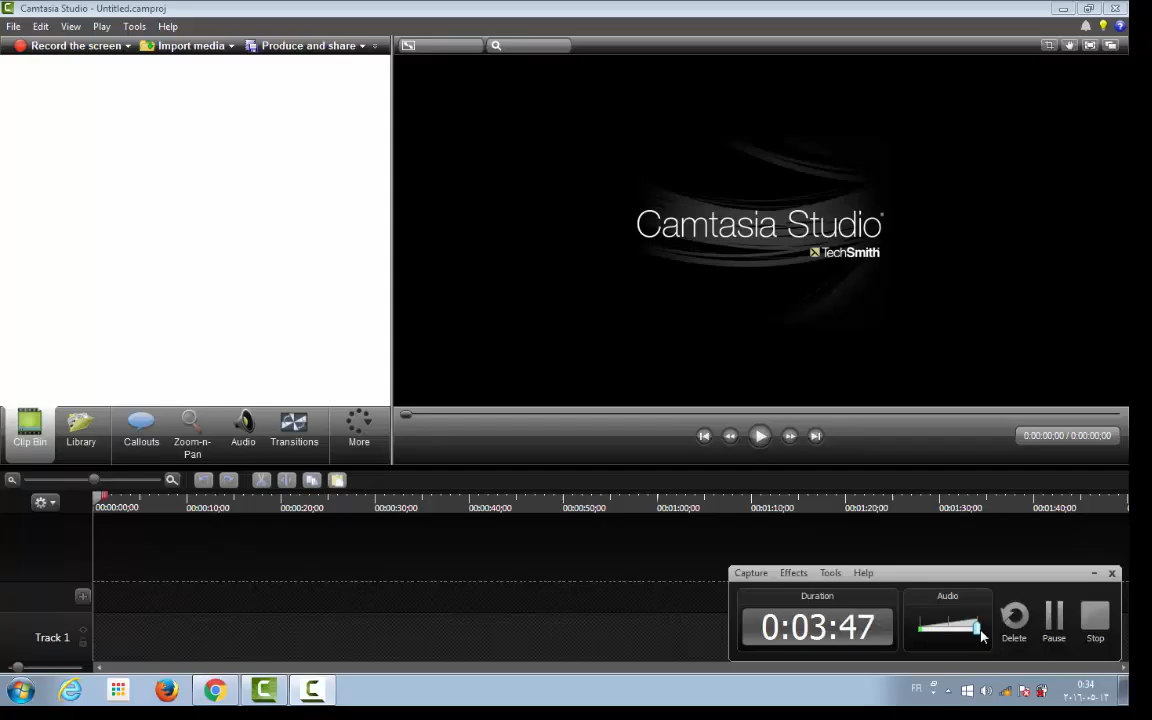 Camtasia Studio - Untitled.camproj
File Edit View Play Tools Help
Record the screen Import media Produce and share
Camtasia Studio®
TechSmith
Clip Bin Library Callouts Zoom-n-Pan Audio Transitions More
0:00:00;00 / 0:00:00;00
00:00:00;00 00:00:10;00 00:00:20;00 00:00:30;00 00:00:40;00 00:00:50;00 00:01:00;00 00:01:10;00 00:01:20;00 00:01:30;00 00:01:40;00
Capture Effects Tools Help
Duration Audio
0:03:47
Delete Pause Stop
Track 1
FR 0:34
٢٠١٦-٠٥-١٣